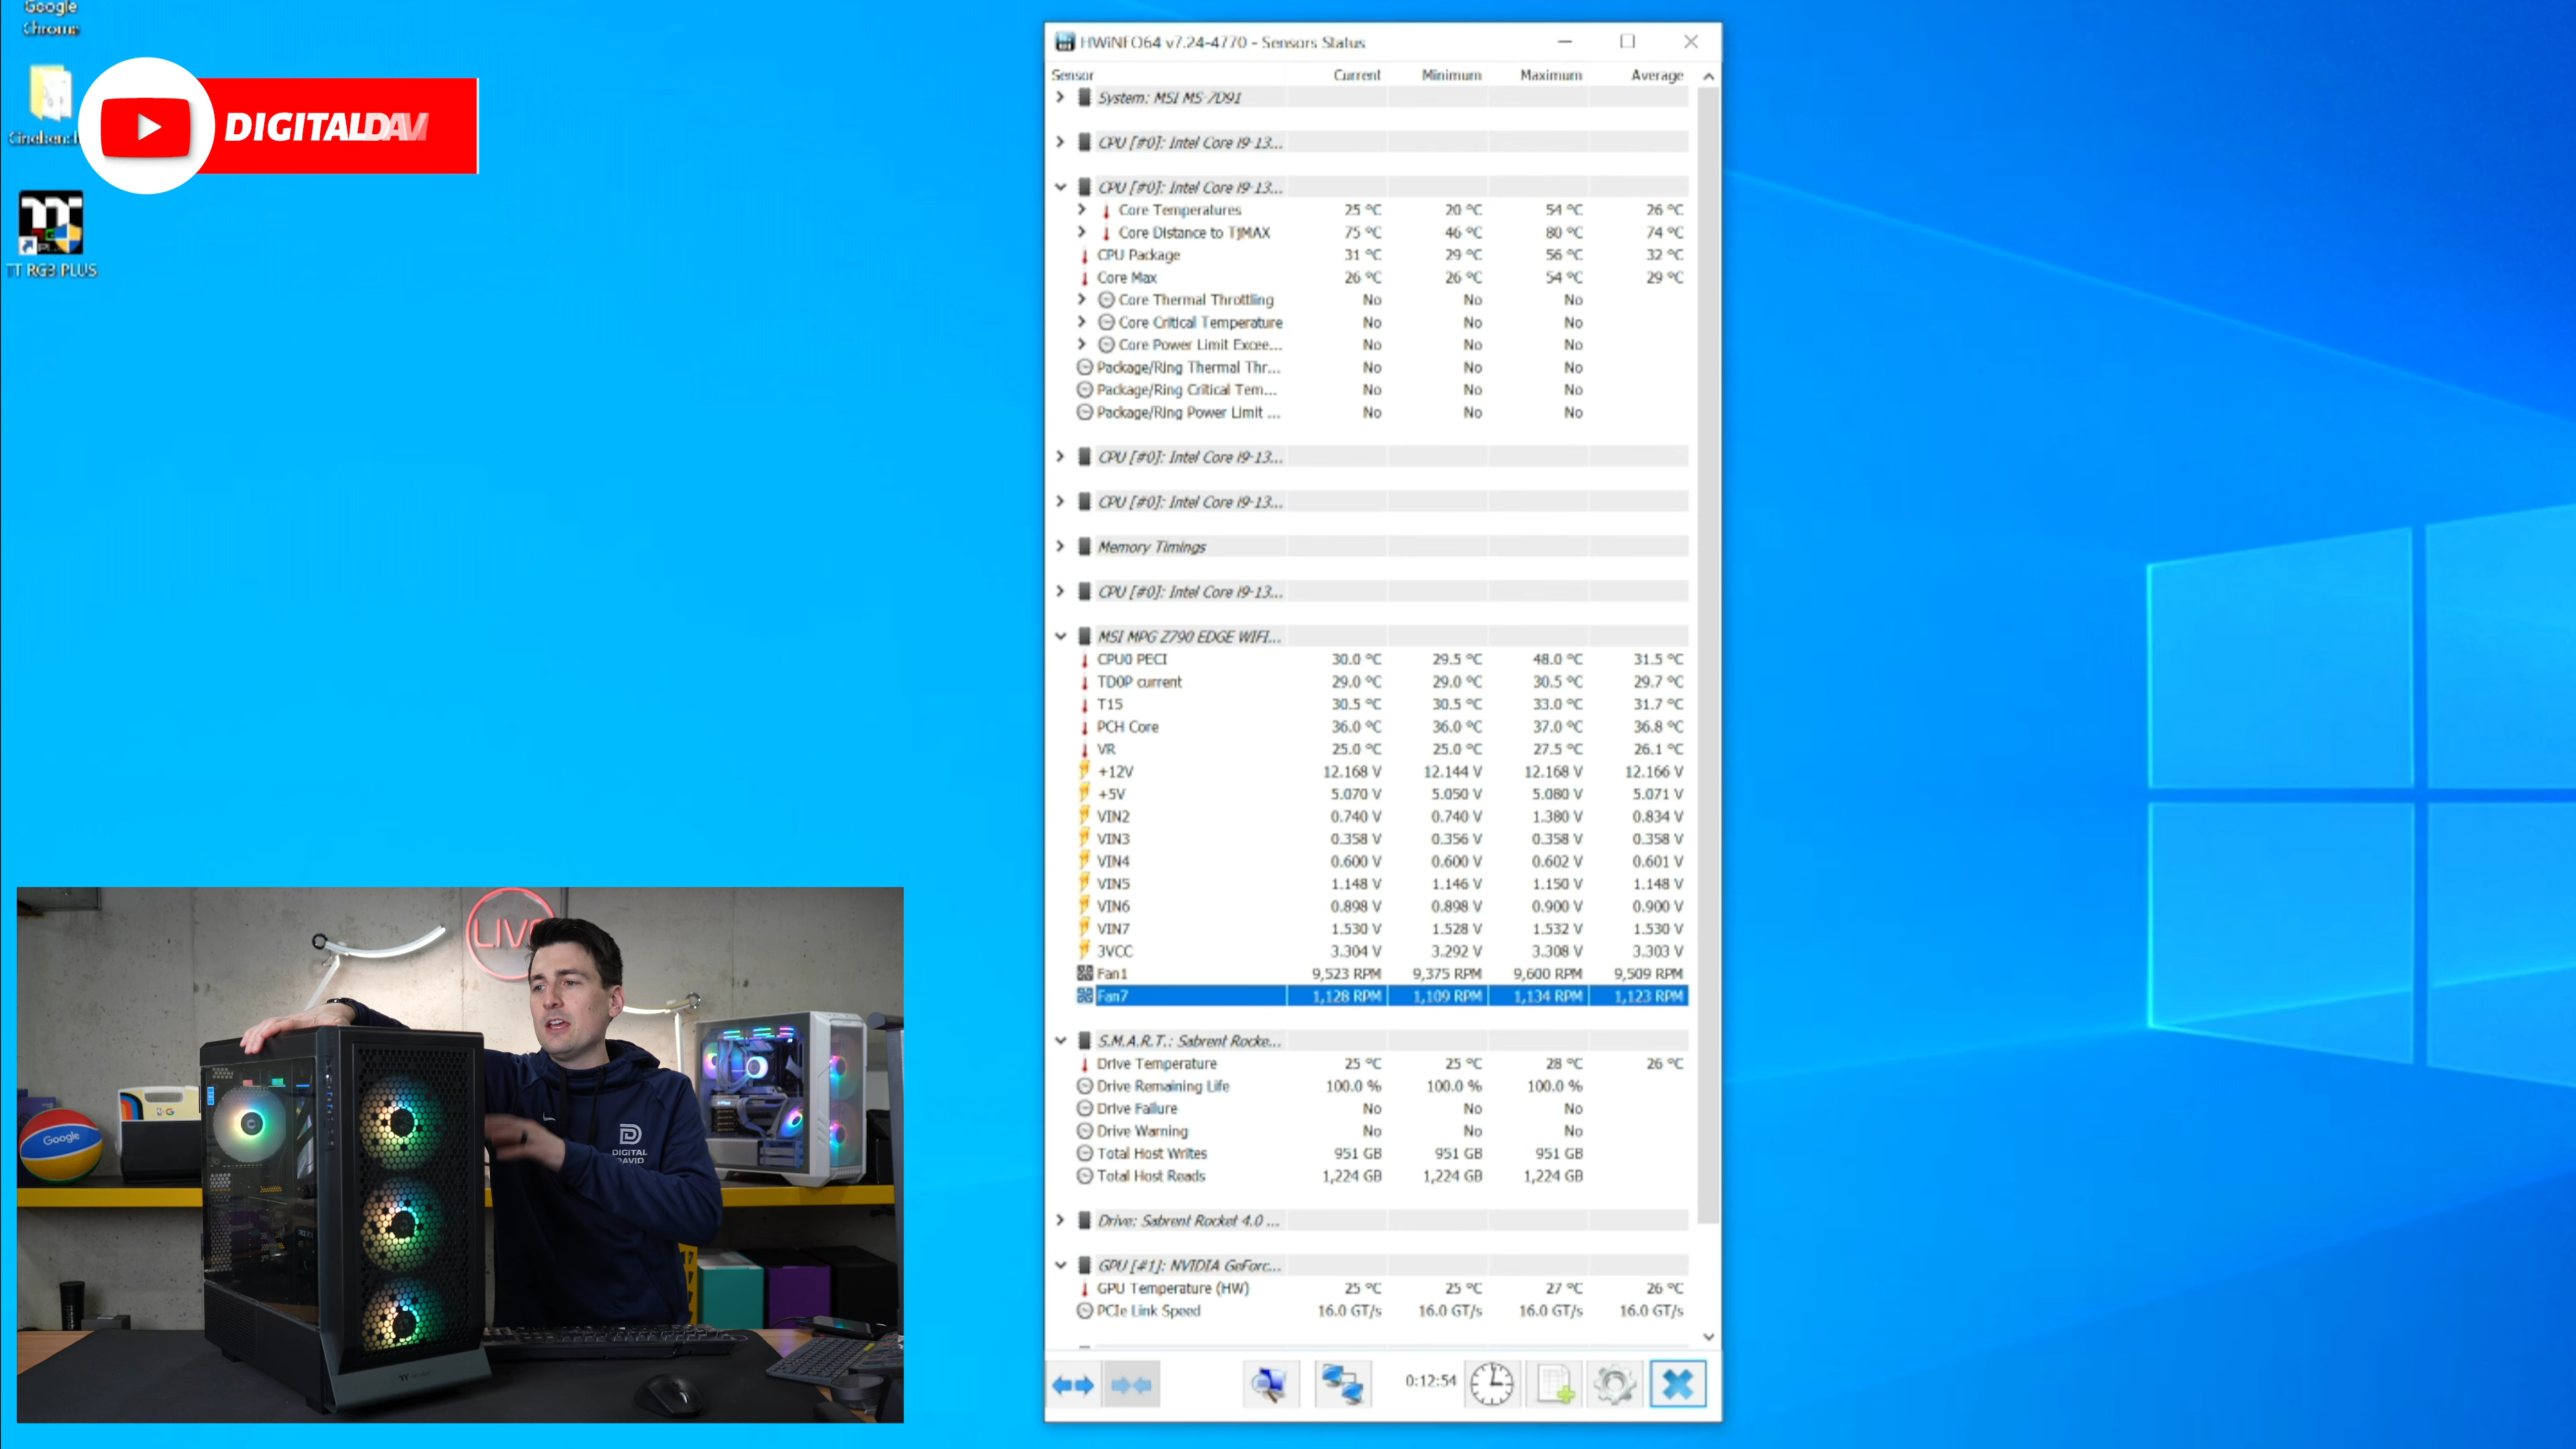 Google
Chrome
DIGITALDAV
TT RGB PLUS
HWiNFO64 v7.24-4770 - Sensors Status
Sensor Current Minimum Maximum Average
System: MSI MS-7D91
CPU [#0]: Intel Core i9-13...
CPU [#0]: Intel Core i9-13...
Core Temperatures 25 °C 20 °C 54 °C 26 °C
Core Distance to TjMAX 75 °C 46 °C 80 °C 74 °C
CPU Package 31 °C 29 °C 56 °C 32 °C
Core Max 26 °C 26 °C 54 °C 29 °C
Core Thermal Throttling No No No
Core Critical Temperature No No No
Core Power Limit Excee... No No No
Package/Ring Thermal Thr... No No No
Package/Ring Critical Tem... No No No
Package/Ring Power Limit ... No No No
CPU [#0]: Intel Core i9-13...
CPU [#0]: Intel Core i9-13...
Memory Timings
CPU [#0]: Intel Core i9-13...
MSI MPG Z790 EDGE WIFI...
CPU0 PECI 30.0 °C 29.5 °C 48.0 °C 31.5 °C
TD0P current 29.0 °C 29.0 °C 30.5 °C 29.7 °C
T15 30.5 °C 30.5 °C 33.0 °C 31.7 °C
PCH Core 36.0 °C 36.0 °C 37.0 °C 36.8 °C
VR 25.0 °C 25.0 °C 27.5 °C 26.1 °C
+12V 12.168 V 12.144 V 12.168 V 12.166 V
+5V 5.070 V 5.050 V 5.080 V 5.071 V
VIN2 0.740 V 0.740 V 1.380 V 0.834 V
VIN3 0.358 V 0.356 V 0.358 V 0.358 V
VIN4 0.600 V 0.600 V 0.602 V 0.601 V
VIN5 1.148 V 1.146 V 1.150 V 1.148 V
VIN6 0.898 V 0.898 V 0.900 V 0.900 V
VIN7 1.530 V 1.528 V 1.532 V 1.530 V
3VCC 3.304 V 3.292 V 3.308 V 3.303 V
Fan1 9,523 RPM 9,375 RPM 9,600 RPM 9,509 RPM
Fan7 1,128 RPM 1,109 RPM 1,134 RPM 1,123 RPM
S.M.A.R.T.: Sabrent Rocke...
Drive Temperature 25 °C 25 °C 28 °C 26 °C
Drive Remaining Life 100.0 % 100.0 % 100.0 %
Drive Failure No No No
Drive Warning No No No
Total Host Writes 951 GB 951 GB 951 GB
Total Host Reads 1,224 GB 1,224 GB 1,224 GB
Drive: Sabrent Rocket 4.0 ...
GPU [#1]: NVIDIA GeForc...
GPU Temperature (HW) 25 °C 25 °C 27 °C 26 °C
PCIe Link Speed 16.0 GT/s 16.0 GT/s 16.0 GT/s 16.0 GT/s
0:12:54
LIV
Google
DIGITAL
DAVID